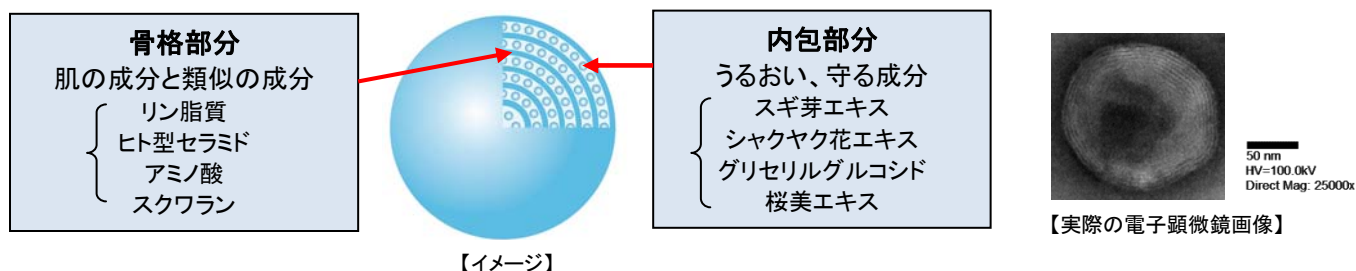 骨格部分
肌の成分と類似の成分
リン脂質
ヒト型セラミド
アミノ酸
スクワラン
【イメージ】
内包部分
うるおい、守る成分
スギ芽エキス
シャクヤク花エキス
グリセリルグルコシド
桜美エキス
50 nm
HV=100.0kV
Direct Mag: 25000x
【実際の電子顕微鏡画像】